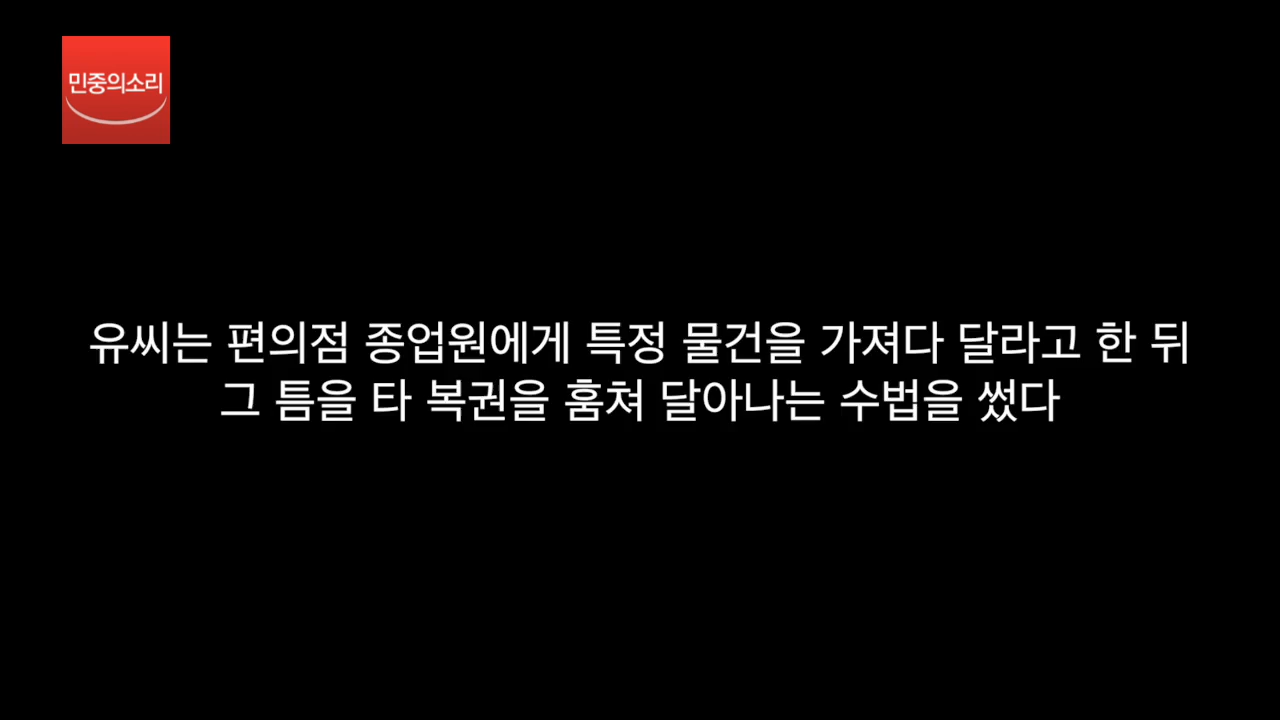 민중의소리
유씨는 편의점 종업원에게 특정 물건을 가져다 달라고 한 뒤
그 틈을 타 복권을 훔쳐 달아나는 수법을 썼다